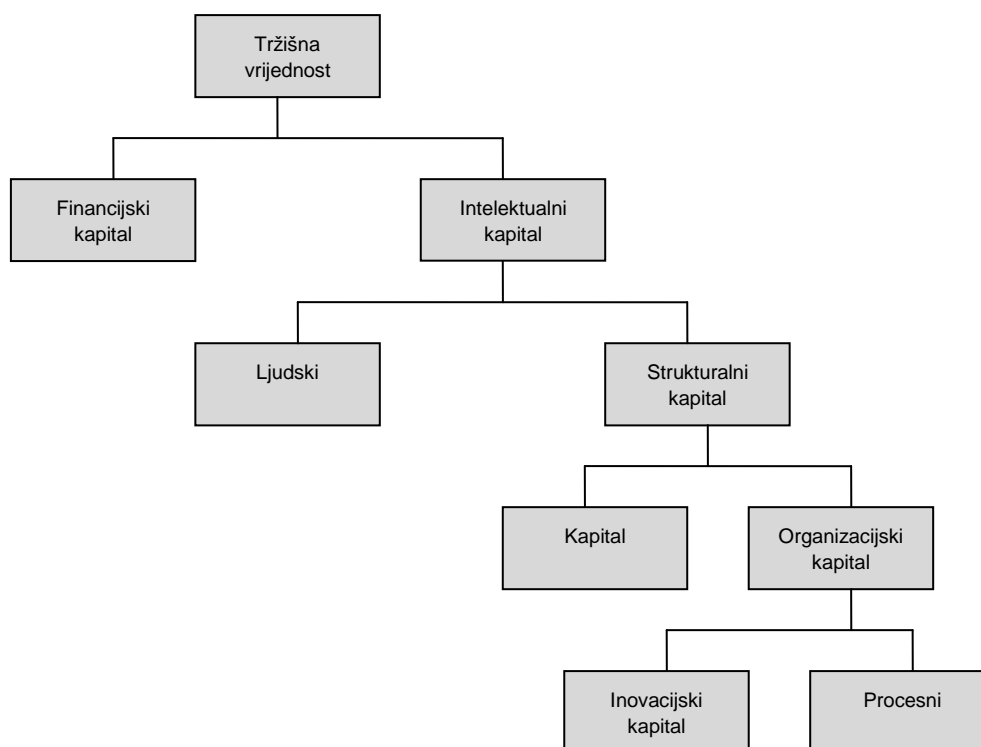 Tržišna
vrijednost
Financijski
kapital
Intelektualni
kapital
Ljudski
Strukturalni
kapital
Kapital
Organizacijski
kapital
Inovacijski
kapital
Procesni